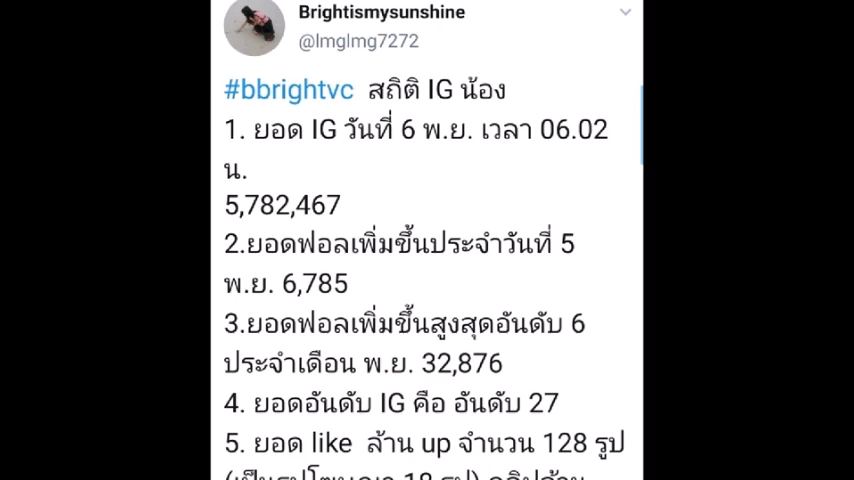 Brightismysunshine
@lmglmg7272
#bbrightvc สถิติ IG น้อง
1. ยอด IG วันที่ 6 พ.ย. เวลา 06.02
น.
5,782,467
2.ยอดฟอลเพิ่มขึ้นประจำวันที่ 5
พ.ย. 6,785
3.ยอดฟอลเพิ่มขึ้นสูงสุดอันดับ 6
ประจำเดือน พ.ย. 32,876
4. ยอดอันดับ IG คือ อันดับ 27
5. ยอด like ล้าน up จำนวน 128 รูป